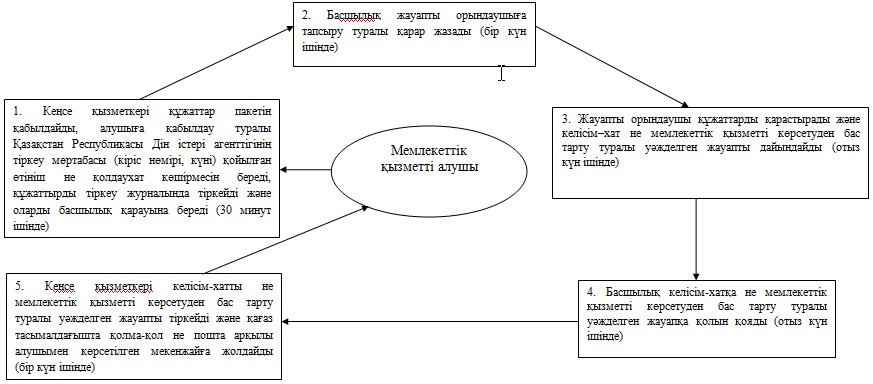 2. Басшылық жауапты орындаушыға
тапсыру туралы қарар жазады (бір күн
ішінде)
1. Кеңсе қызметкері құжаттар пакетін
қабылдайды, алушыға қабылдау туралы
Қазақстан Республикасы Дін істері агенттігінің
тіркеу мөртабасы (кіріс нөмірі, күні) қойылған
өтініш не қолдаухат көшірмесін береді,
құжаттырды тіркеу журналында тіркейді және
оларды басшылық қарауына береді (30 минут
ішінде)
Мемлекеттік
қызметті алушы
3. Жауапты орындаушы құжаттарды қарастырады және
келісім–хат не мемлекеттік қызметті көрсетуден бас
тарту туралы уәжделген жауапты дайындайды (отыз
күн ішінде)
4. Басшылық келісім-хатқа не мемлекеттік
қызметті көрсетуден бас тарту туралы
уәжделген жауапқа қолын қояды (отыз күн
ішінде)
5. Кеңсе қызметкері келісім-хатты не
мемлекеттік қызметті көрсетуден бас тарту
туралы уәжделген жауапты тіркейді және қағаз
тасымалдағышта қолма-қол не пошта арқылы
алушымен көрсетілген мекенжайға жолдайды
(бір күн ішінде)